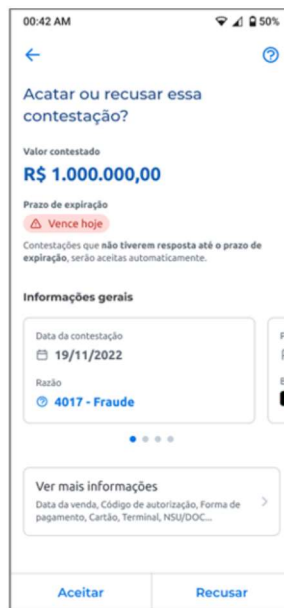 00:42 AM 50%
Acatar ou recusar essa
contestação?
Valor contestado
R$ 1.000.000,00
Prazo de expiração
Vence hoje
Contestações que não tiverem resposta até o prazo de
expiração, serão aceitas automaticamente.
Informações gerais
Data da contestação
19/11/2022
Razão
4017 - Fraude
Ver mais informações
Data da venda, Código de autorização, Forma de
pagamento, Cartão, Terminal, NSU/DOC...
Aceitar Recusar